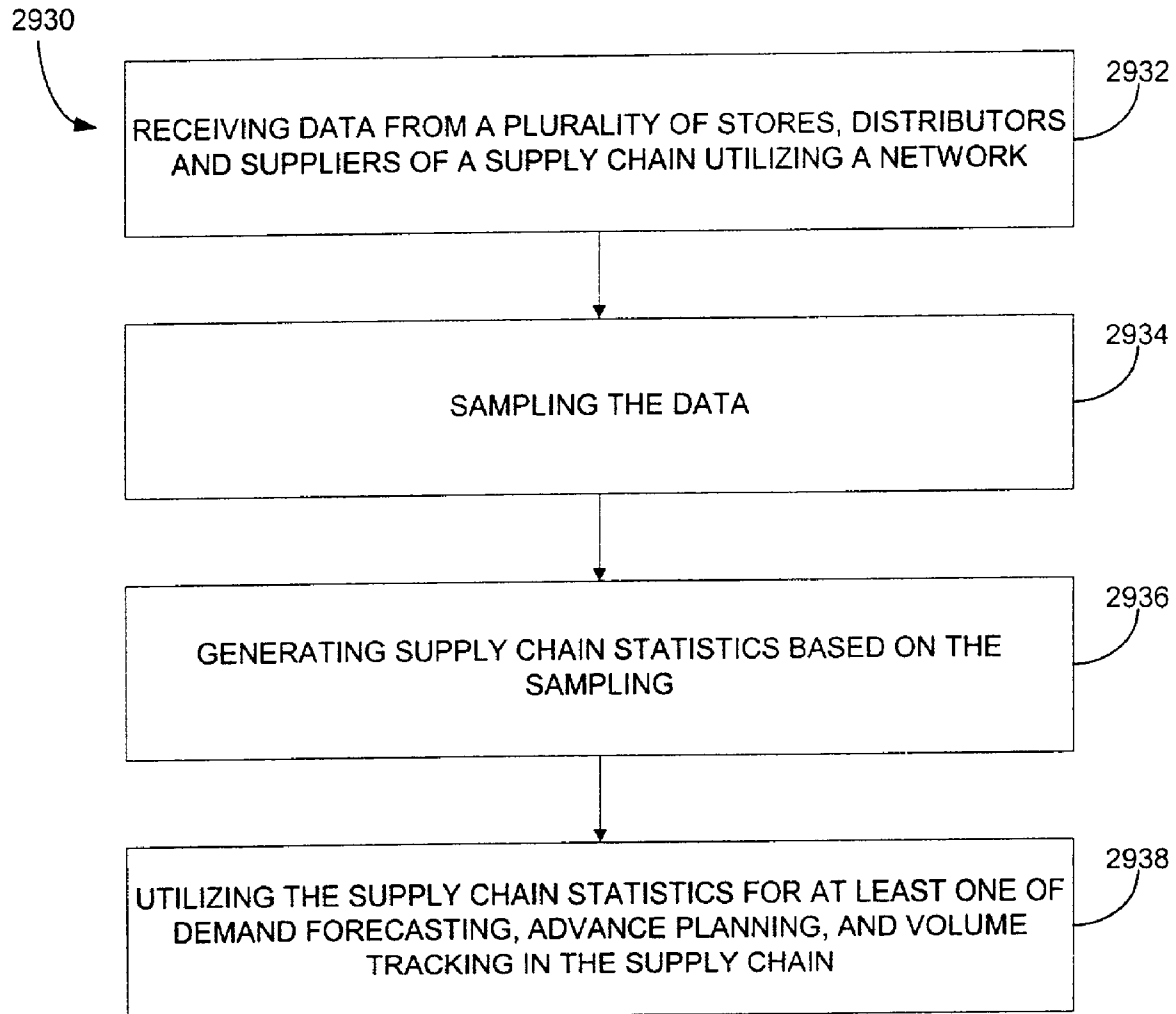 2930
2932
RECEIVING DATA FROM A PLURALITY OF STORES, DISTRIBUTORS
AND SUPPLIERS OF A SUPPLY CHAIN UTILIZING A NETWORK
2934
SAMPLING THE DATA
2936
GENERATING SUPPLY CHAIN STATISTICS BASED ON THE
SAMPLING
2938
UTILIZING THE SUPPLY CHAIN STATISTICS FOR AT LEAST ONE OF
DEMAND FORECASTING, ADVANCE PLANNING, AND VOLUME
TRACKING IN THE SUPPLY CHAIN